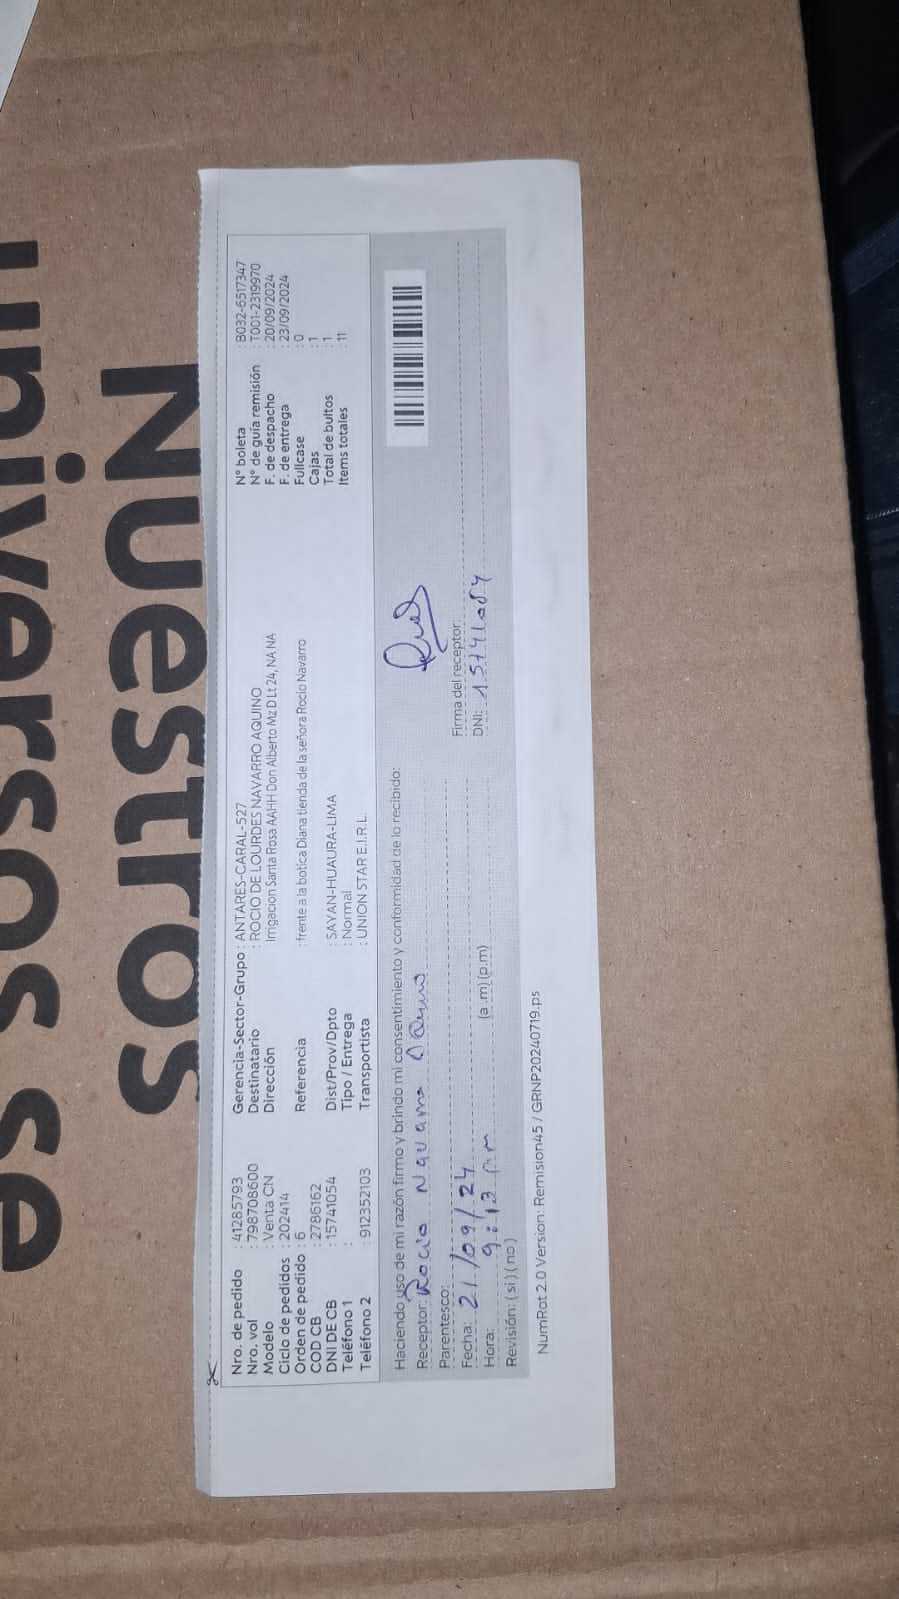 Nuestros
universos se
Nro. de pedido : 41285793
Nro. vol : 798708600
Modelo : Venta CN
Ciclo de pedidos : 202414
Orden de pedido : 6
COD CB : 2786162
DNI DE CB : 15741054
Teléfono 1 :
Teléfono 2 : 912352103
Gerencia-Sector-Grupo : ANTARES-CARAL-527
Destinatario : ROCIO DE LOURDES NAVARRO AQUINO
Dirección Irrigacion Santa Rosa AAHH Don Alberto Mz D Lt 24, NA NA
Referencia : frente a la botica Diana tienda de la señora Rocio Navarro
Dist/Prov/Dpto : SAYAN-HUAURA-LIMA
Tipo / Entrega : Normal
Transportista : UNION STAR E.I.R.L.
N° boleta : B032-6517347
N° de guía remisión : T001-2319970
F. de despacho : 20/09/2024
F. de entrega : 23/09/2024
Fullcase : 0
Cajas : 1
Total de bultos : 1
Items totales : 11
Haciendo uso de mi razón firmo y brindo mi consentimiento y conformidad de lo recibido:
Receptor: Rocio Navarro Aquino
Parentesco:
Fecha: 21/09/24
Hora: 9:13 pm (a.m) (p.m)
Revisión: (si) (no)
Firma del receptor:
DNI: 15741054
NumRot 2.0 Version: Remision45 / GRNP20240719.ps